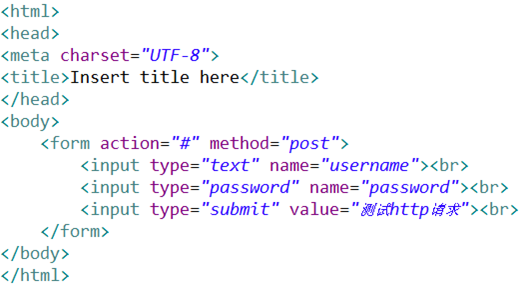 <html>
<head>
<meta charset="UTF-8">
<title>Insert title here</title>
</head>
<body>
    <form action="#" method="post">
        <input type="text" name="username"><br>
        <input type="password" name="password"><br>
        <input type="submit" value="测试http请求"><br>
    </form>
</body>
</html>